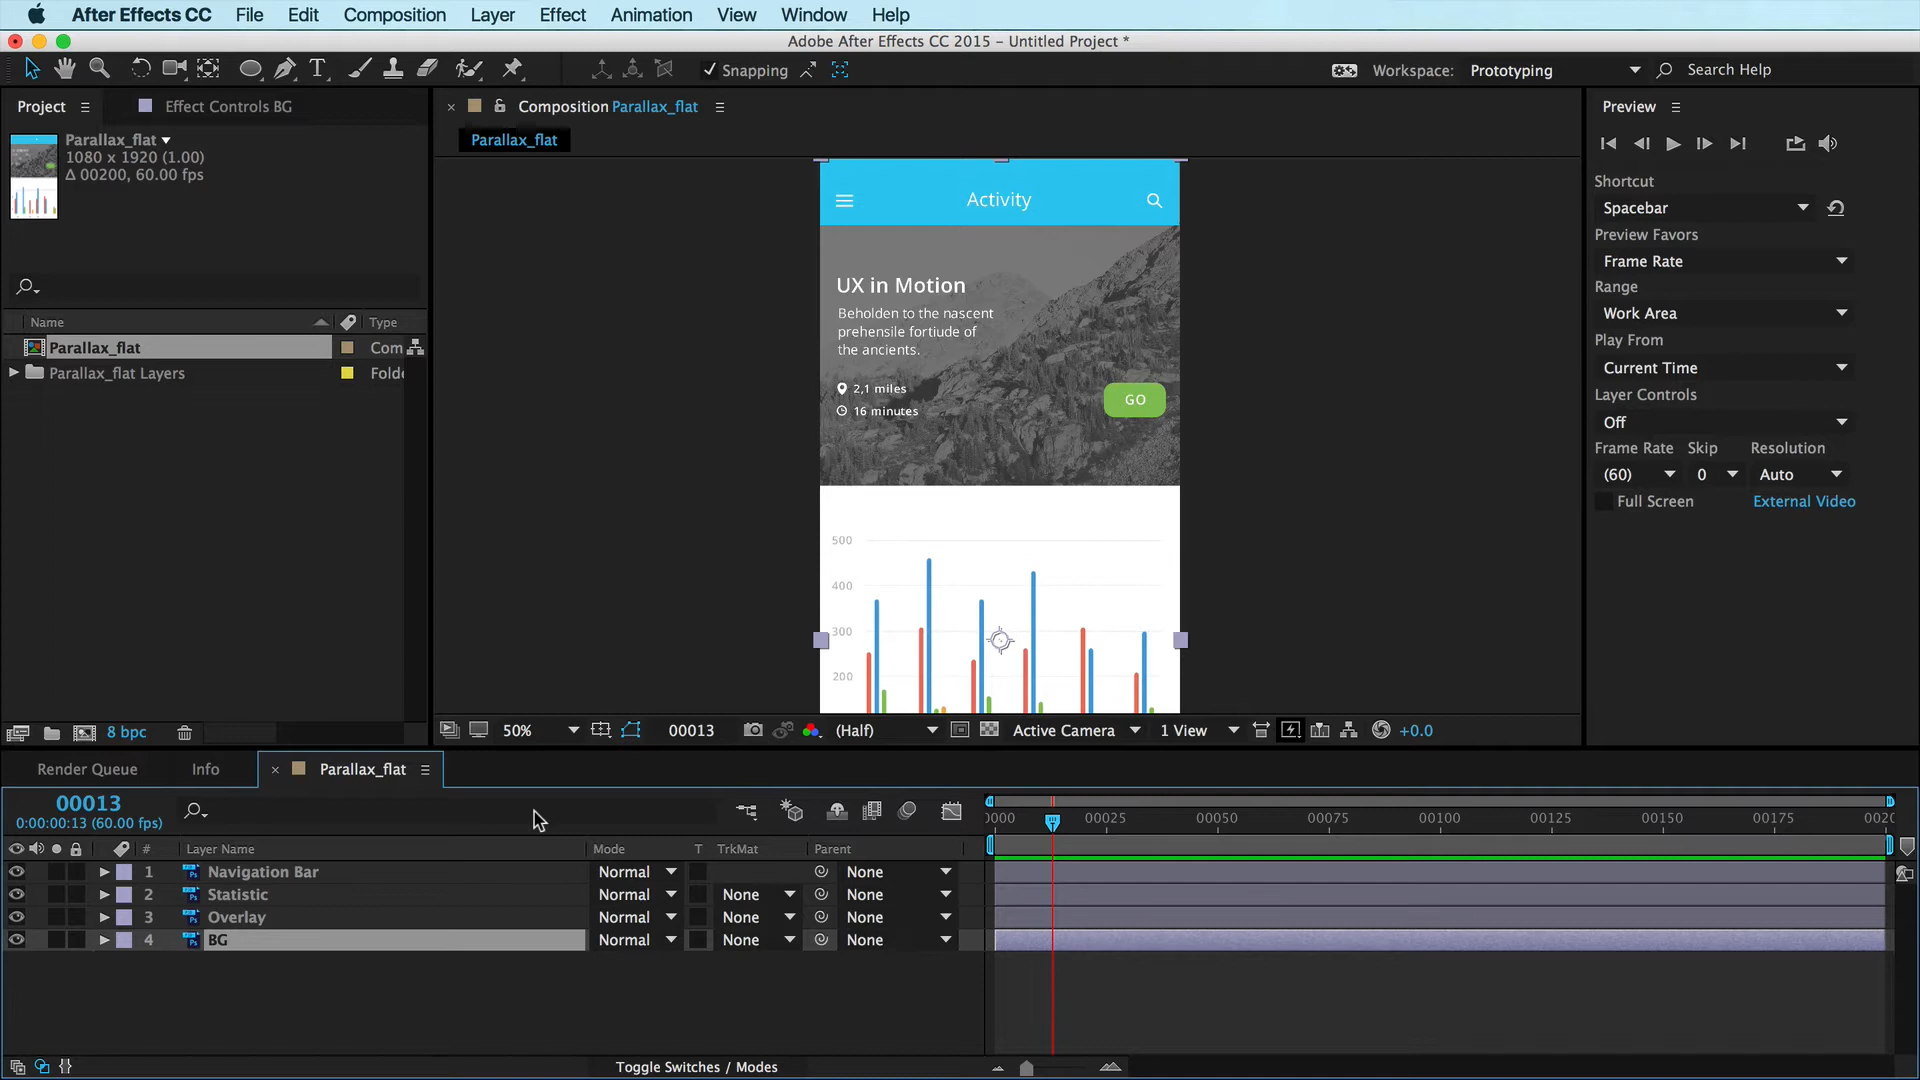 After Effects CC File Edit Composition Layer Effect Animation View Window Help
Adobe After Effects CC 2015 – Untitled Project *
Snapping
Workspace: Prototyping
Search Help
Project
Effect Controls BG
Parallax_flat
1080 x 1920 (1.00)
Δ 00200, 60.00 fps
Name
Type
Parallax_flat
Com
Parallax_flat Layers
Folde
8 bpc
Composition Parallax_flat
Parallax_flat
Activity
UX in Motion
Beholden to the nascent
prehensile fortiude of
the ancients.
2,1 miles
16 minutes
GO
500
400
300
200
50%
00013
(Half)
Active Camera
1 View
+0.0
Preview
Shortcut
Spacebar
Preview Favors
Frame Rate
Range
Work Area
Play From
Current Time
Layer Controls
Off
Frame Rate Skip Resolution
(60) 0 Auto
Full Screen External Video
Render Queue
Info
Parallax_flat
00013
0:00:00:13 (60.00 fps)
0000 00025 00050 00075 00100 00125 00150 00175 0020
# Layer Name Mode T TrkMat Parent
1 Ps Navigation Bar Normal None
2 Ps Statistic Normal None None
3 Ps Overlay Normal None None
4 Ps BG Normal None None
Toggle Switches / Modes